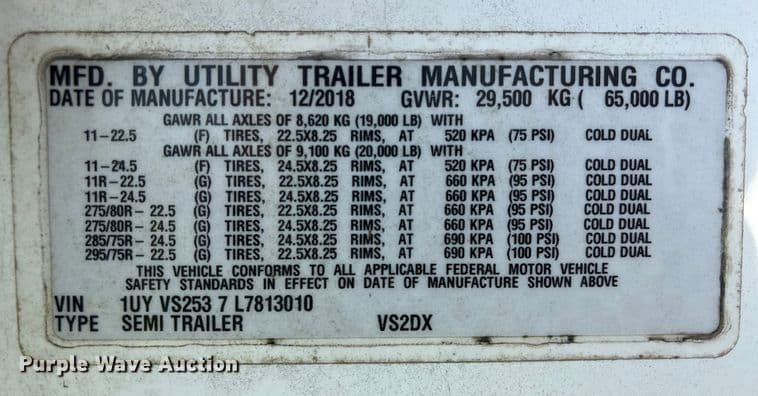 MFD. BY UTILITY TRAILER MANUFACTURING CO.
DATE OF MANUFACTURE: 12/2018 GVWR: 29,500 KG ( 65,000 LB)
GAWR ALL AXLES OF 8,620 KG (19,000 LB) WITH
11-22.5 (F) TIRES, 22.5X8.25 RIMS, AT 520 KPA (75 PSI) COLD DUAL
GAWR ALL AXLES OF 9,100 KG (20,000 LB) WITH
11-24.5 (F) TIRES, 24.5X8.25 RIMS, AT 520 KPA (75 PSI) COLD DUAL
11R-22.5 (G) TIRES, 22.5X8.25 RIMS, AT 660 KPA (95 PSI) COLD DUAL
11R-24.5 (G) TIRES, 24.5X8.25 RIMS, AT 660 KPA (95 PSI) COLD DUAL
275/80R-22.5 (G) TIRES, 22.5X8.25 RIMS, AT 660 KPA (95 PSI) COLD DUAL
275/80R-24.5 (G) TIRES, 24.5X8.25 RIMS, AT 660 KPA (95 PSI) COLD DUAL
285/75R-24.5 (G) TIRES, 24.5X8.25 RIMS, AT 690 KPA (100 PSI) COLD DUAL
295/75R-22.5 (G) TIRES, 22.5X8.25 RIMS, AT 690 KPA (100 PSI) COLD DUAL
THIS VEHICLE CONFORMS TO ALL APPLICABLE FEDERAL MOTOR VEHICLE
SAFETY STANDARDS IN EFFECT ON DATE OF MANUFACTURE SHOWN ABOVE
VIN 1UY VS253 7 L7813010
TYPE SEMI TRAILER VS2DX
Purple Wave Auction